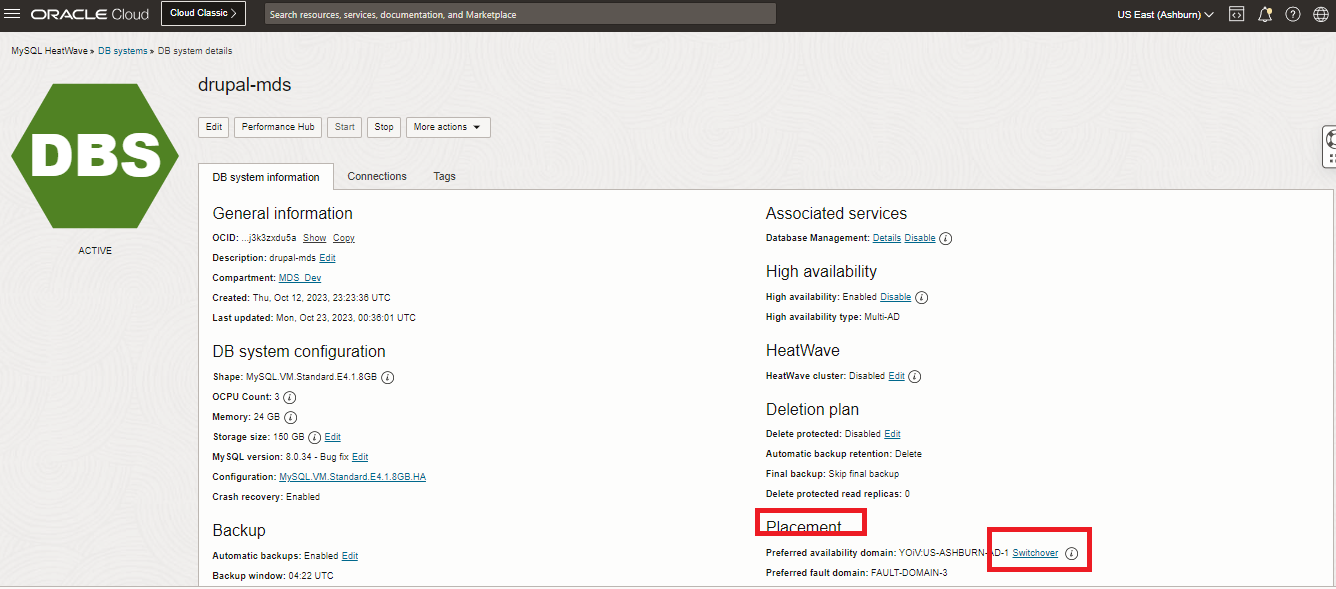 ORACLE Cloud
Cloud Classic >
Search resources, services, documentation, and Marketplace
US East (Ashburn)
MySQL HeatWave » DB systems » DB system details
DBS
ACTIVE
drupal-mds
Edit
Performance Hub
Start
Stop
More actions
DB system information
Connections
Tags
General information
OCID: ...j3k3zxdu5a Show Copy
Description: drupal-mds Edit
Compartment: MDS_Dev
Created: Thu, Oct 12, 2023, 23:23:36 UTC
Last updated: Mon, Oct 23, 2023, 00:36:01 UTC
DB system configuration
Shape: MySQL.VM.Standard.E4.1.8GB
OCPU Count: 3
Memory: 24 GB
Storage size: 150 GB Edit
MySQL version: 8.0.34 - Bug fix Edit
Configuration: MySQL.VM.Standard.E4.1.8GB.HA
Crash recovery: Enabled
Backup
Automatic backups: Enabled Edit
Backup window: 04:22 UTC
Associated services
Database Management: Details Disable
High availability
High availability: Enabled Disable
High availability type: Multi-AD
HeatWave
HeatWave cluster: Disabled Edit
Deletion plan
Delete protected: Disabled Edit
Automatic backup retention: Delete
Final backup: Skip final backup
Delete protected read replicas: 0
Placement
Preferred availability domain: YOiV:US-ASHBURN-AD-1 Switchover
Preferred fault domain: FAULT-DOMAIN-3